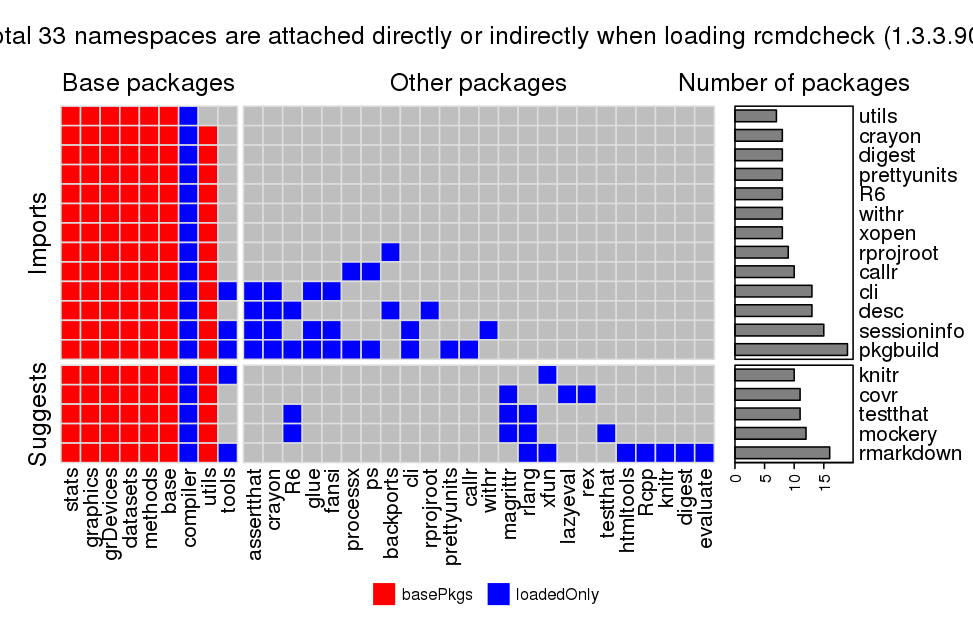 otal 33 namespaces are attached directly or indirectly when loading rcmdcheck (1.3.3.90
Base packages
Other packages
Number of packages
Imports
Suggests
utils
crayon
digest
prettyunits
R6
withr
xopen
rprojroot
callr
cli
desc
sessioninfo
pkgbuild
knitr
covr
testthat
mockery
rmarkdown
stats
graphics
grDevices
datasets
methods
base
compiler
utils
tools
assertthat
crayon
R6
glue
fansi
processx
ps
backports
cli
rprojroot
prettyunits
callr
withr
magrittr
rlang
xfun
lazyeval
rex
testthat
htmltools
Rcpp
knitr
digest
evaluate
0
5
10
15
basePkgs
loadedOnly